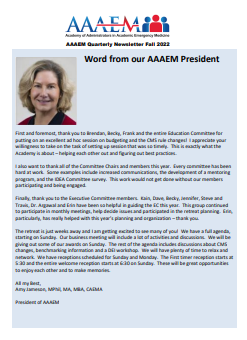 AAAEM
Academy of Administrators in Academic Emergency Medicine
AAAEM Quarterly Newsletter Fall 2022
Word from our AAAEM President
First and foremost, thank you to Brendan, Becky, Frank and the entire Education Committee for
putting on an excellent ad hoc session on budgeting and the CMS rule changes! I appreciate your
willingness to take on the task of setting up session that was so timely. This is exactly what the
Academy is about – helping each other out and figuring out best practices.
I also want to thank all of the Committee Chairs and members this year. Every committee has been
hard at work. Some examples include increased communications, the development of a mentoring
program, and the IDEA Committee survey. This work would not get done without our members
participating and being engaged.
Finally, thank you to the Executive Committee members. Kain, Dave, Becky, Jennifer, Steve and
Travis, Dr. Agarwal and Erin have been so helpful in guiding the EC this year. This group continued
to participate in monthly meetings, help decide issues and participated in the retreat planning. Erin,
particularly, has really helped with this year's planning and organization – thank you.
The retreat is just weeks away and I am getting excited to see many of you! We have a full agenda,
starting on Sunday. Our business meeting will include a lot of activities and discussions. We will be
giving out some of our awards on Sunday. The rest of the agenda includes discussions about CMS
changes, benchmarking information and a DEI workshop. We will have plenty of time to relax and
network. We have receptions scheduled for Sunday and Monday. The First timer reception starts at
5:30 and the entire welcome reception starts at 6:30 on Sunday. These will be great opportunities
to enjoy each other and to make memories.
All my Best,
Amy Jameson, MPhil, MA, MBA, CAEMA
President of AAAEM